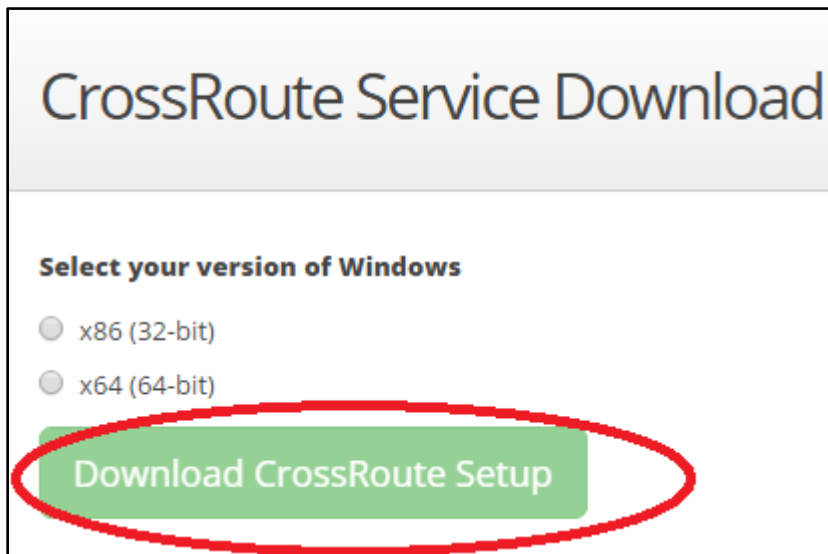 CrossRoute Service Download
Select your version of Windows
x86 (32-bit)
x64 (64-bit)
Download CrossRoute Setup